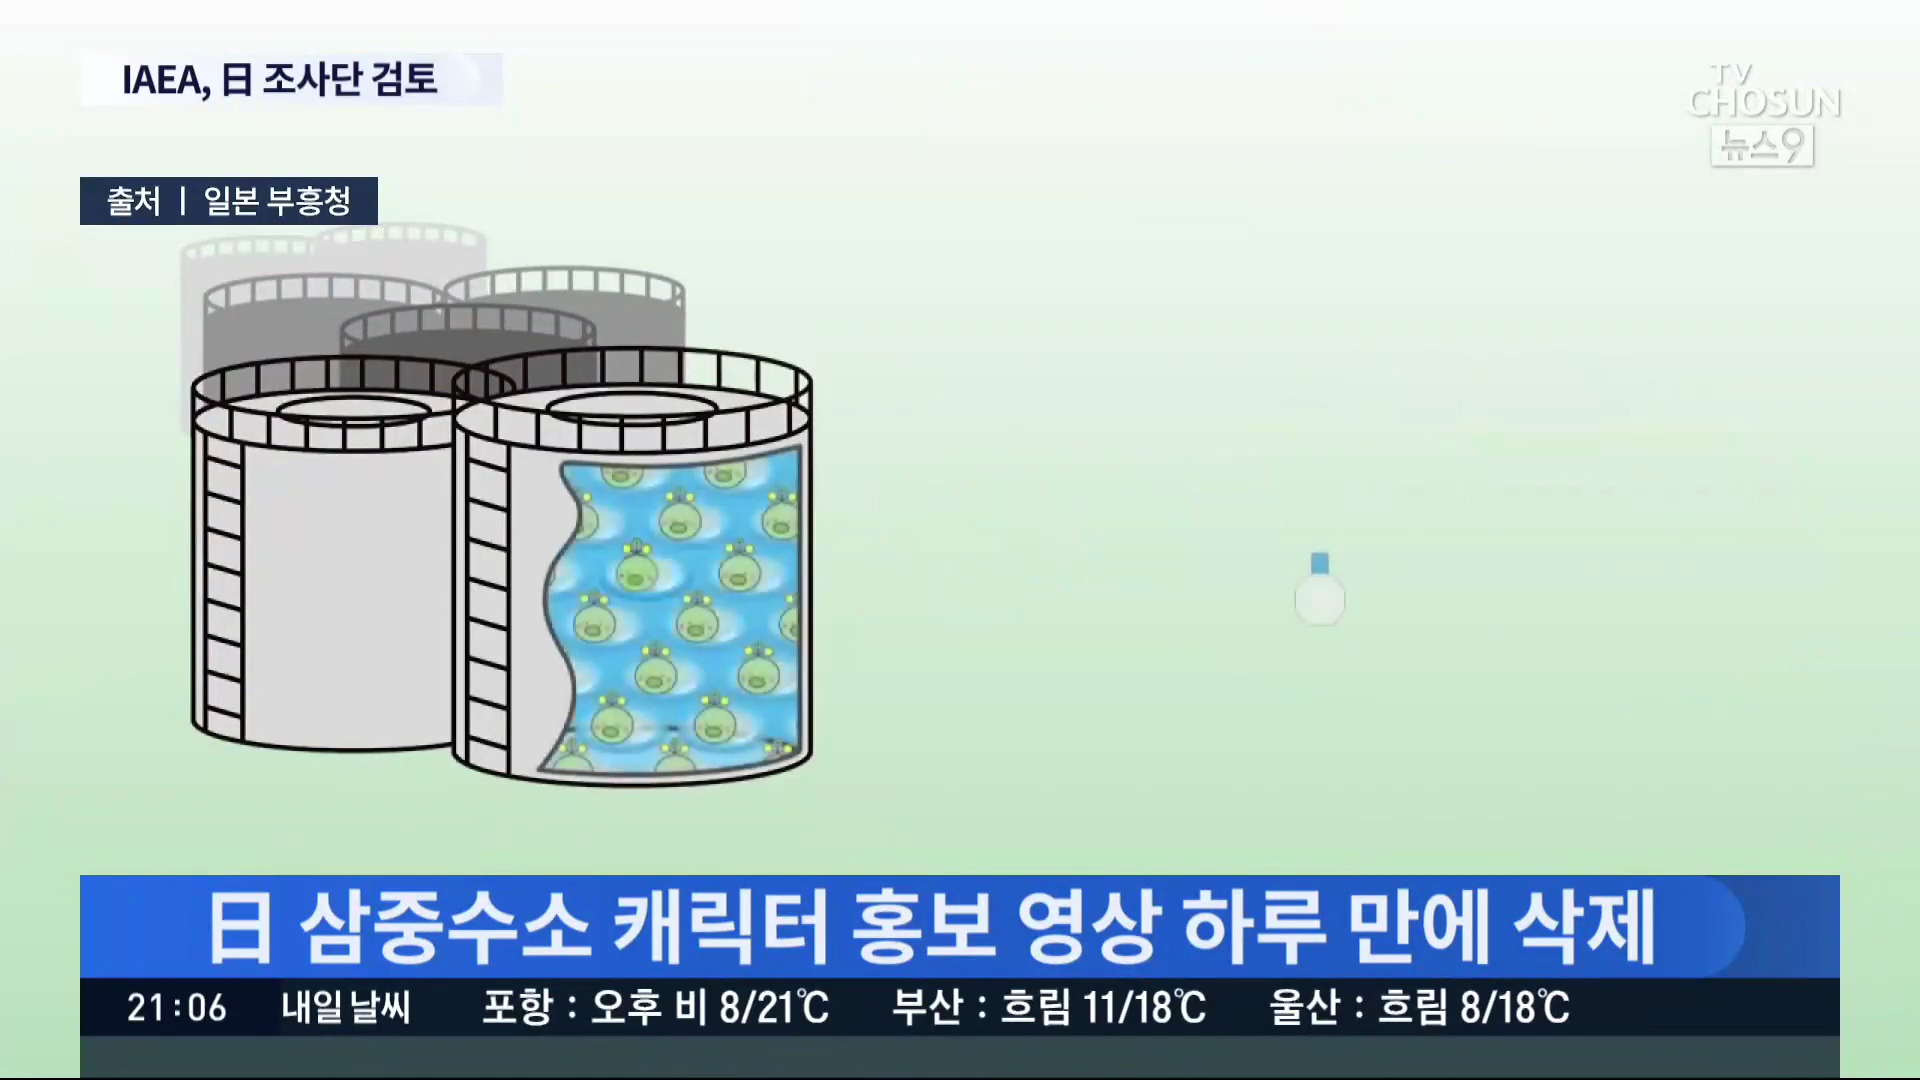 IAEA, 日 조사단 검토
TV
CHOSUN
뉴스9
출처 | 일본 부흥청
日 삼중수소 캐릭터 홍보 영상 하루 만에 삭제
21:06 내일 날씨 포항 : 오후 비 8/21℃ 부산 : 흐림 11/18℃ 울산 : 흐림 8/18℃